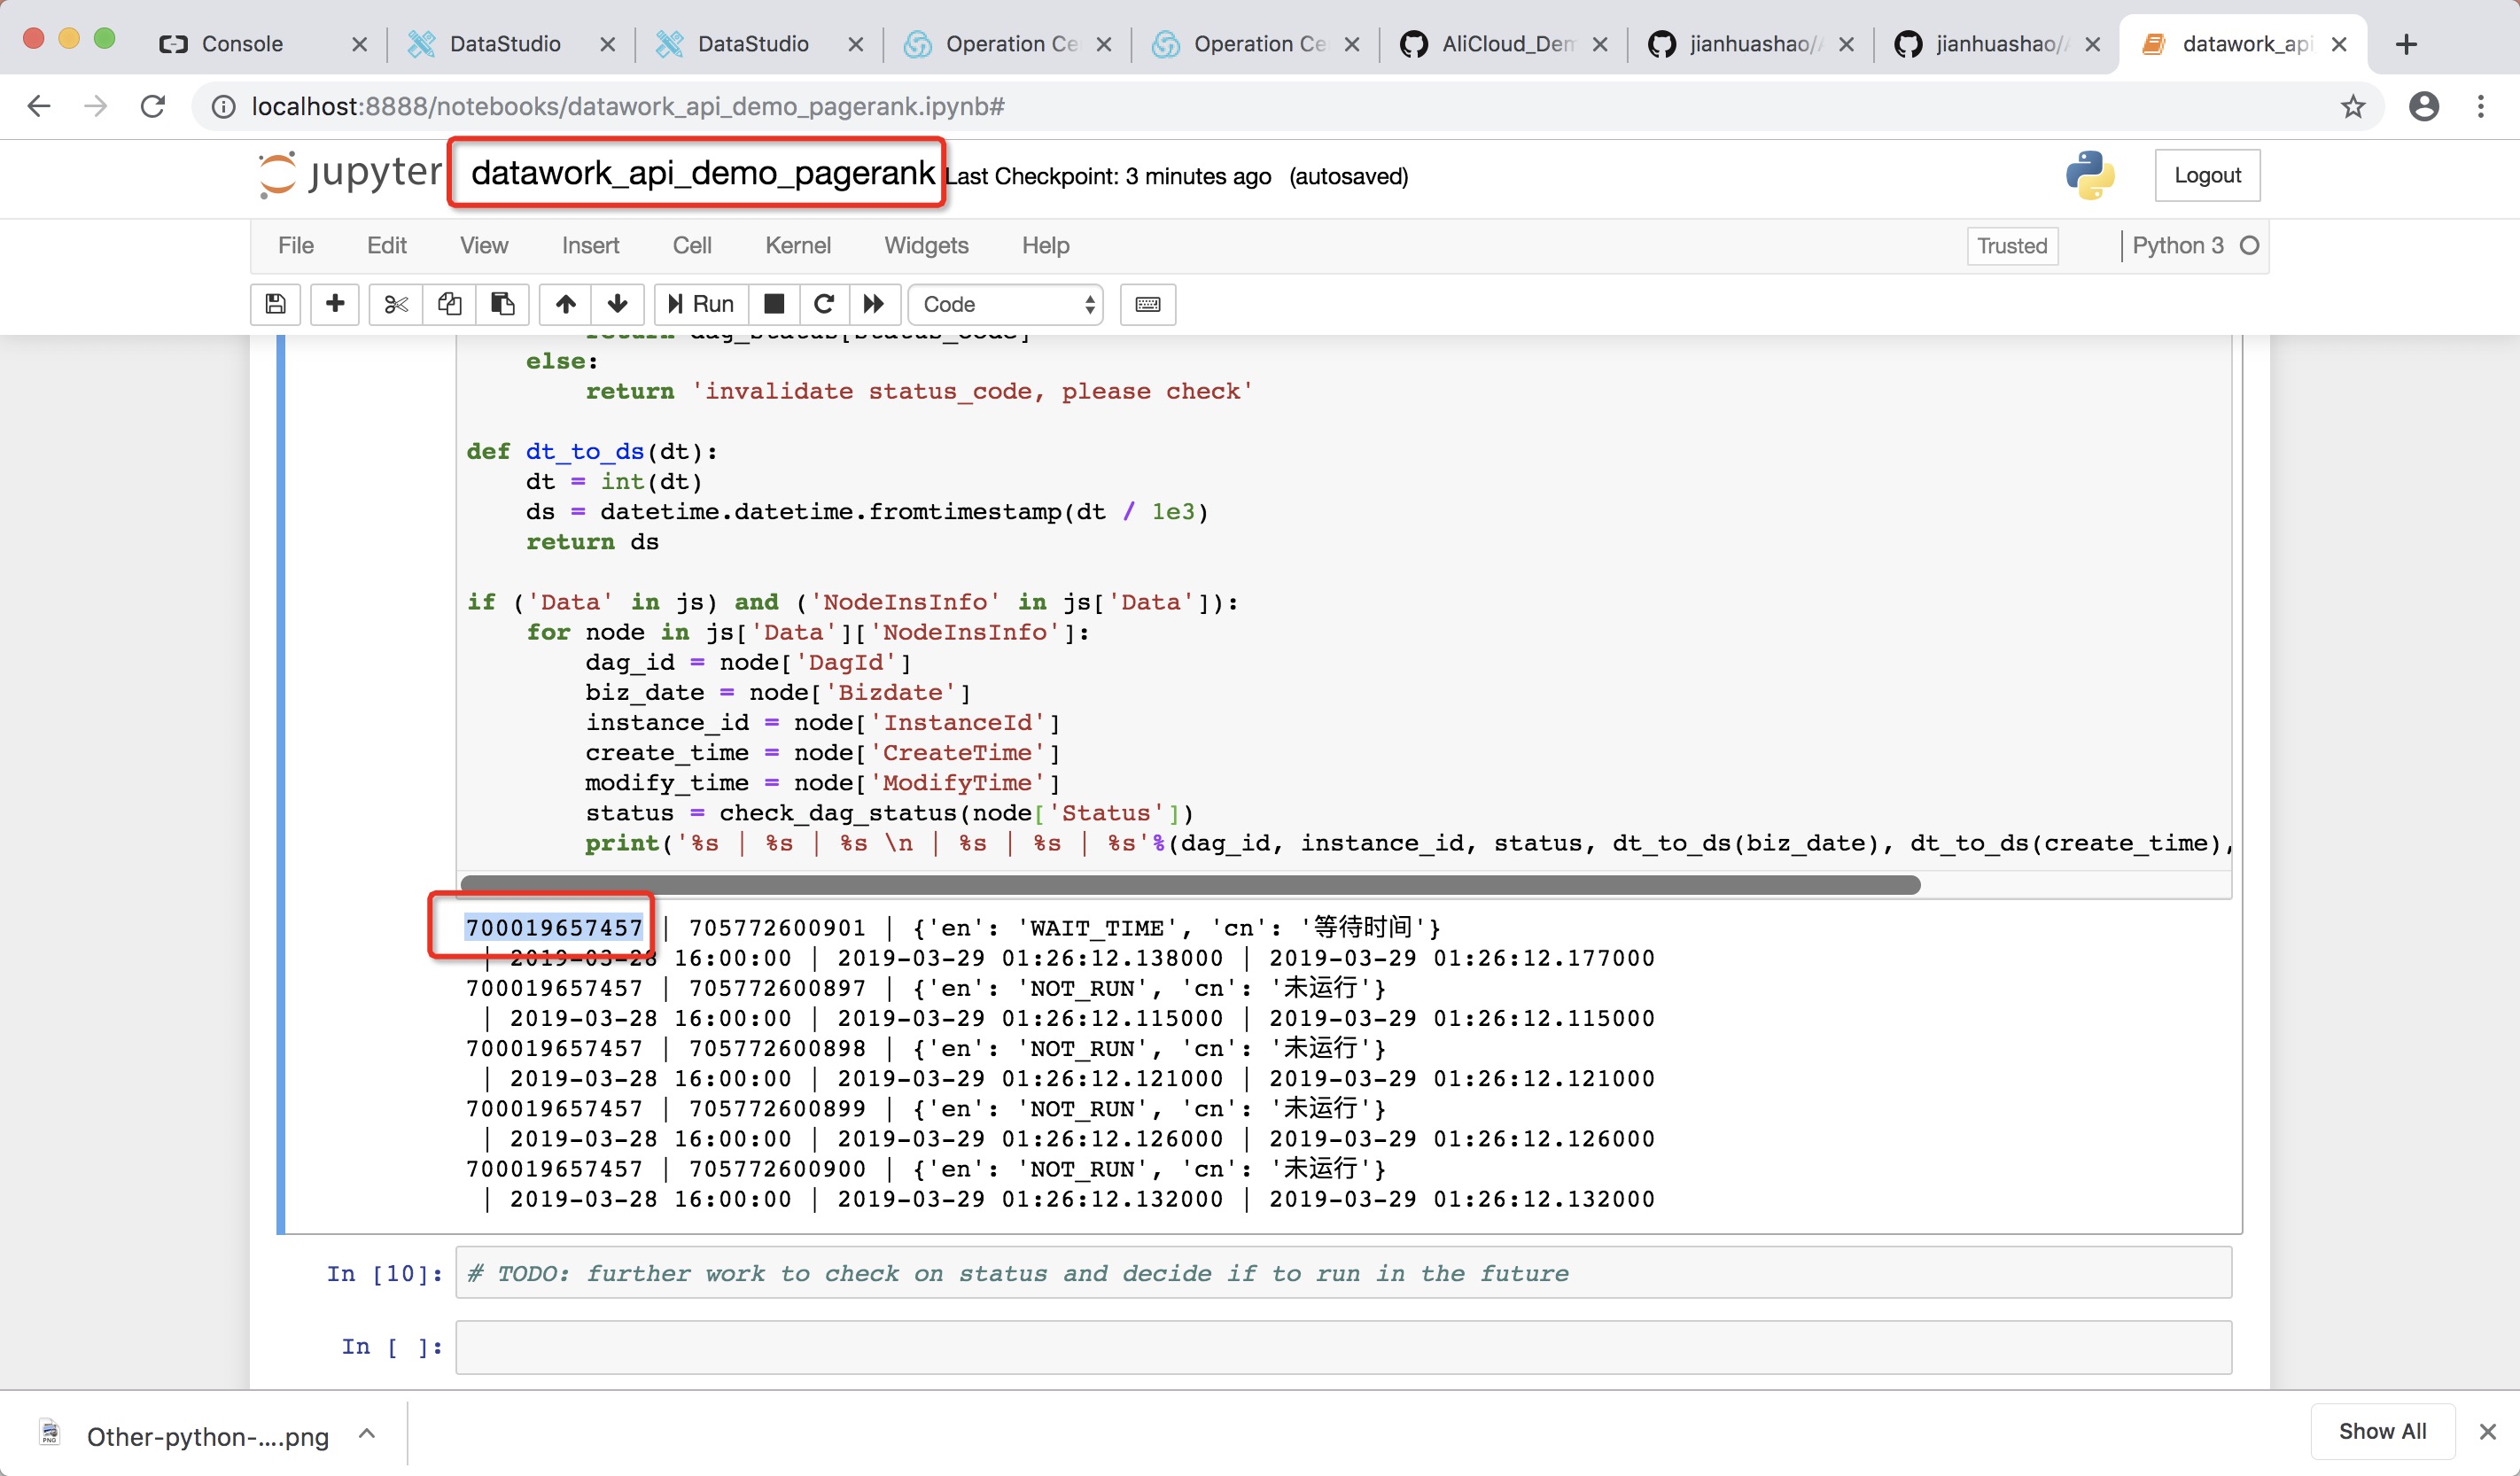 Console
DataStudio
DataStudio
Operation Ce
Operation Ce
AliCloud_Dem
jianhuashao/
jianhuashao/
datawork_api
localhost:8888/notebooks/datawork_api_demo_pagerank.ipynb#
jupyter datawork_api_demo_pagerank Last Checkpoint: 3 minutes ago (autosaved)
Logout
File Edit View Insert Cell Kernel Widgets Help
Trusted
Python 3
Run
Code
return dag_status[status_code]
else:
return 'invalidate status_code, please check'
def dt_to_ds(dt):
dt = int(dt)
ds = datetime.datetime.fromtimestamp(dt / 1e3)
return ds
if ('Data' in js) and ('NodeInsInfo' in js['Data']):
for node in js['Data']['NodeInsInfo']:
dag_id = node['DagId']
biz_date = node['Bizdate']
instance_id = node['InstanceId']
create_time = node['CreateTime']
modify_time = node['ModifyTime']
status = check_dag_status(node['Status'])
print('%s | %s | %s \n | %s | %s | %s'%(dag_id, instance_id, status, dt_to_ds(biz_date), dt_to_ds(create_time),
700019657457 | 705772600901 | {'en': 'WAIT_TIME', 'cn': '等待时间'}
| 2019-03-28 16:00:00 | 2019-03-29 01:26:12.138000 | 2019-03-29 01:26:12.177000
700019657457 | 705772600897 | {'en': 'NOT_RUN', 'cn': '未运行'}
| 2019-03-28 16:00:00 | 2019-03-29 01:26:12.115000 | 2019-03-29 01:26:12.115000
700019657457 | 705772600898 | {'en': 'NOT_RUN', 'cn': '未运行'}
| 2019-03-28 16:00:00 | 2019-03-29 01:26:12.121000 | 2019-03-29 01:26:12.121000
700019657457 | 705772600899 | {'en': 'NOT_RUN', 'cn': '未运行'}
| 2019-03-28 16:00:00 | 2019-03-29 01:26:12.126000 | 2019-03-29 01:26:12.126000
700019657457 | 705772600900 | {'en': 'NOT_RUN', 'cn': '未运行'}
| 2019-03-28 16:00:00 | 2019-03-29 01:26:12.132000 | 2019-03-29 01:26:12.132000
In [10]: # TODO: further work to check on status and decide if to run in the future
In [ ]:
PNG
Other-python-....png
Show All